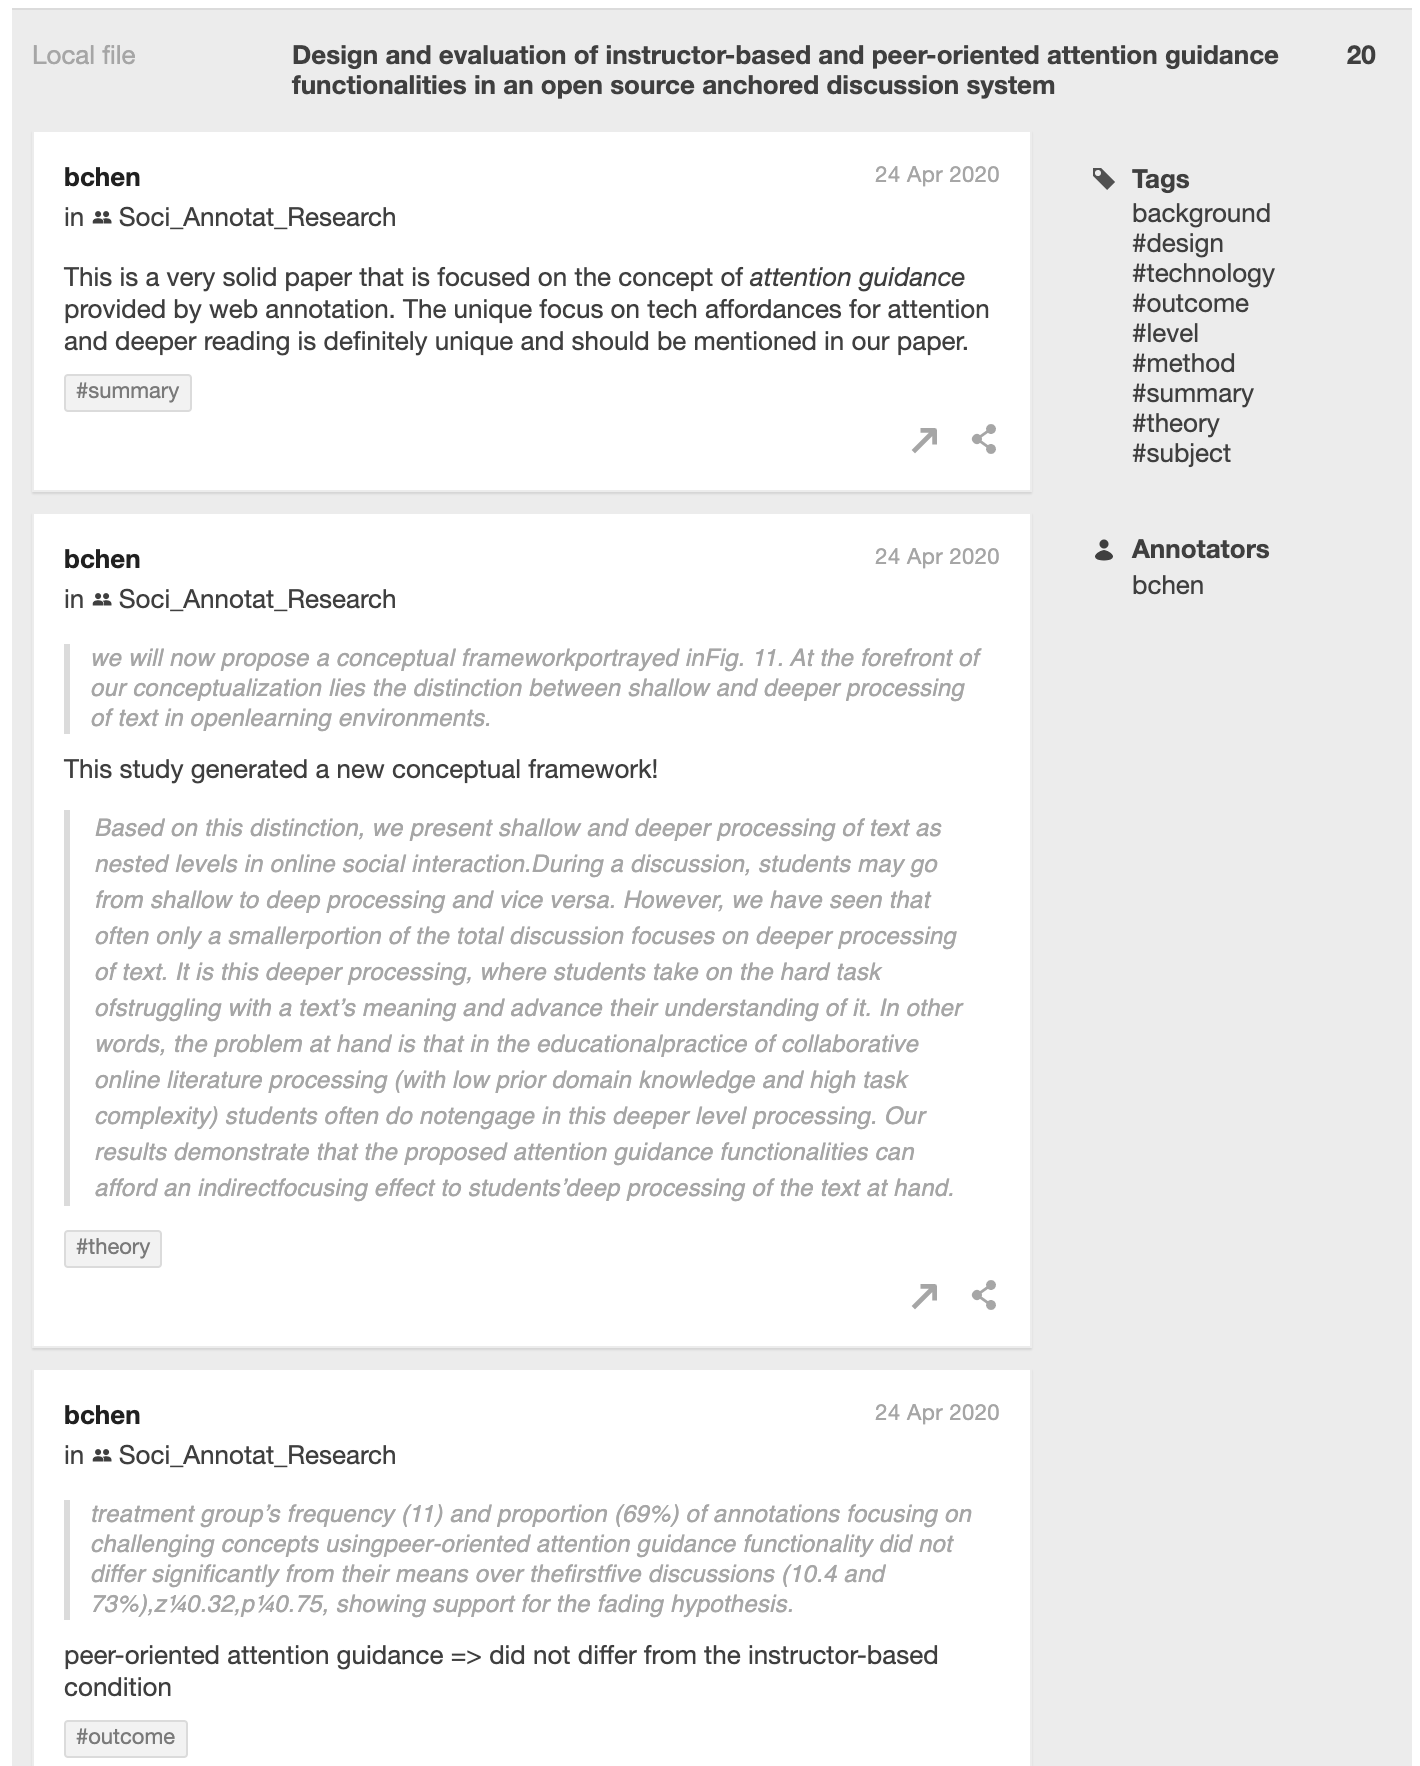 Local file
Design and evaluation of instructor-based and peer-oriented attention guidance
functionalities in an open source anchored discussion system
20
bchen
24 Apr 2020
in Soci_Annotat_Research
This is a very solid paper that is focused on the concept of attention guidance
provided by web annotation. The unique focus on tech affordances for attention
and deeper reading is definitely unique and should be mentioned in our paper.
#summary
Tags
background
#design
#technology
#outcome
#level
#method
#summary
#theory
#subject
Annotators
bchen
bchen
24 Apr 2020
in Soci_Annotat_Research
we will now propose a conceptual frameworkportrayed inFig. 11. At the forefront of
our conceptualization lies the distinction between shallow and deeper processing
of text in openlearning environments.
This study generated a new conceptual framework!
Based on this distinction, we present shallow and deeper processing of text as
nested levels in online social interaction.During a discussion, students may go
from shallow to deep processing and vice versa. However, we have seen that
often only a smallerportion of the total discussion focuses on deeper processing
of text. It is this deeper processing, where students take on the hard task
ofstruggling with a text’s meaning and advance their understanding of it. In other
words, the problem at hand is that in the educationalpractice of collaborative
online literature processing (with low prior domain knowledge and high task
complexity) students often do notengage in this deeper level processing. Our
results demonstrate that the proposed attention guidance functionalities can
afford an indirectfocusing effect to students’deep processing of the text at hand.
#theory
bchen
24 Apr 2020
in Soci_Annotat_Research
treatment group’s frequency (11) and proportion (69%) of annotations focusing on
challenging concepts usingpeer-oriented attention guidance functionality did not
differ significantly from their means over thefirstfive discussions (10.4 and
73%),z¼0.32,p¼0.75, showing support for the fading hypothesis.
peer-oriented attention guidance => did not differ from the instructor-based
condition
#outcome